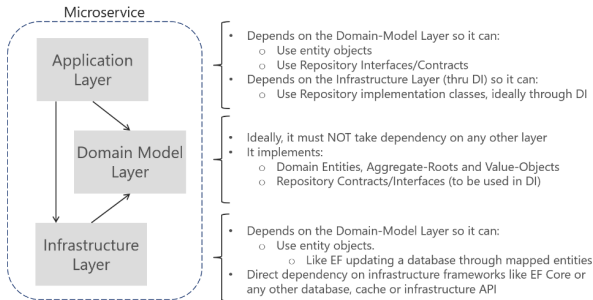 Microservice
Application
Layer
Domain Model
Layer
Infrastructure
Layer
• Depends on the Domain-Model Layer so it can:
o Use entity objects
o Use Repository Interfaces/Contracts
• Depends on the Infrastructure Layer (thru DI) so it can:
o Use Repository implementation classes, ideally through DI
• Ideally, it must NOT take dependency on any other layer
• It implements:
o Domain Entities, Aggregate-Roots and Value-Objects
o Repository Contracts/Interfaces (to be used in DI)
• Depends on the Domain-Model Layer so it can:
o Use entity objects.
o Like EF updating a database through mapped entities
• Direct dependency on infrastructure frameworks like EF Core or
any other database, cache or infrastructure API